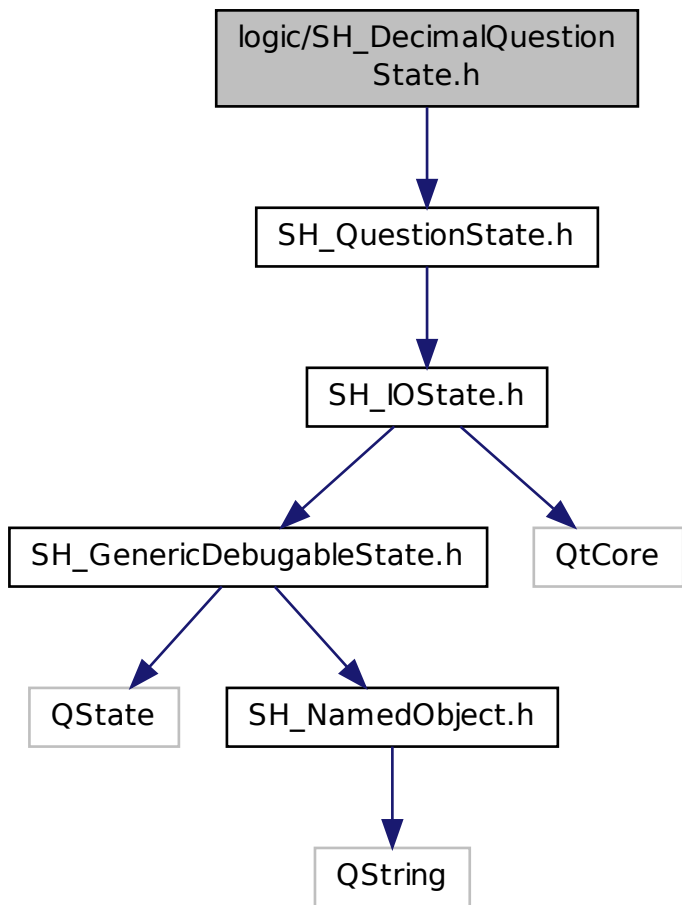 logic/SH_DecimalQuestion
State.h
SH_QuestionState.h
SH_IOState.h
SH_GenericDebugableState.h
QtCore
QState
SH_NamedObject.h
QString